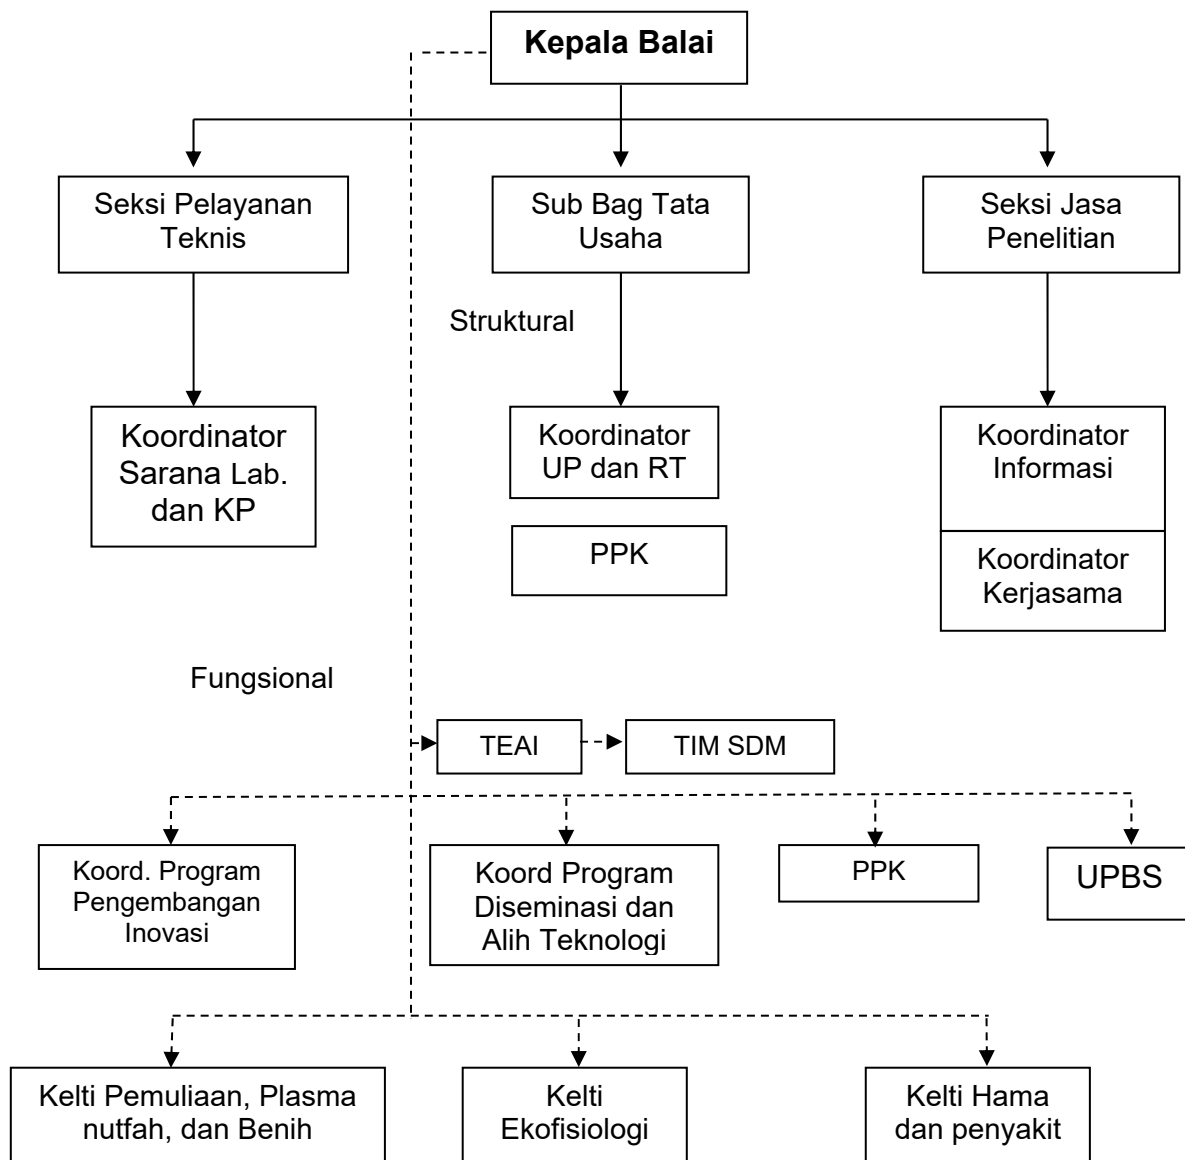 Kepala Balai
Seksi Pelayanan
Teknis
Sub Bag Tata
Usaha
Seksi Jasa
Penelitian
Struktural
Koordinator
Sarana Lab.
dan KP
Koordinator
UP dan RT
PPK
Koordinator
Informasi
Koordinator
Kerjasama
Fungsional
TEAI
TIM SDM
Koord. Program
Pengembangan
Inovasi
Koord Program
Diseminasi dan
Alih Teknologi
PPK
UPBS
Kelti Pemuliaan, Plasma
nutfah, dan Benih
Kelti
Ekofisiologi
Kelti Hama
dan penyakit